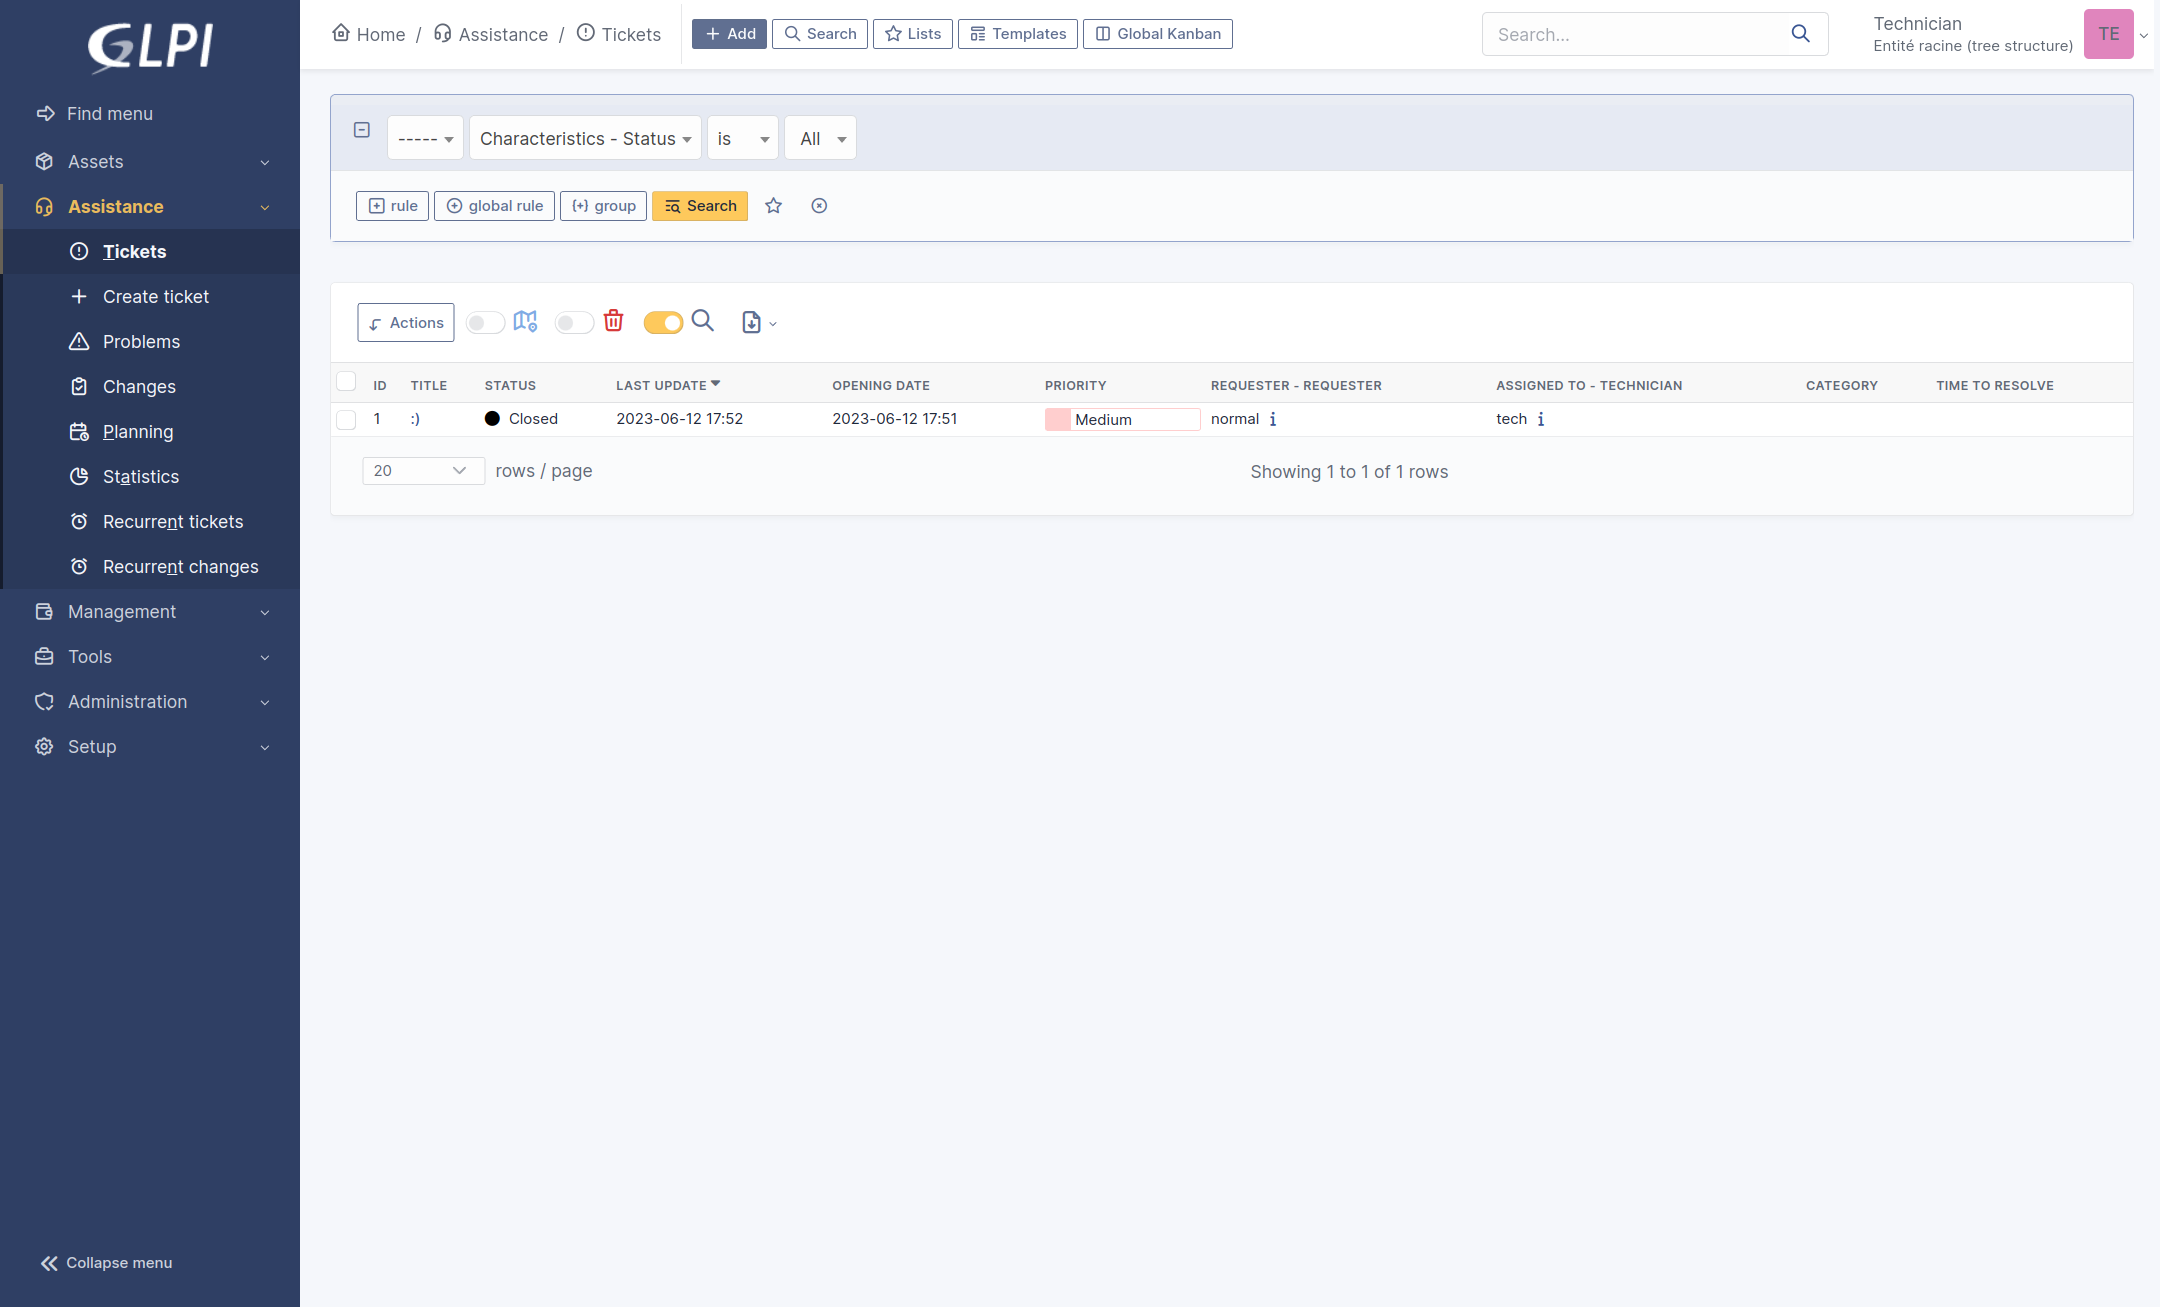 GLPI
Find menu
Assets
Assistance
Tickets
Create ticket
Problems
Changes
Planning
Statistics
Recurrent tickets
Recurrent changes
Management
Tools
Administration
Setup
Collapse menu
Home / Assistance / Tickets
Add
Search
Lists
Templates
Global Kanban
Search...
Technician
Entité racine (tree structure)
TE
----- Characteristics - Status is All
rule global rule {+} group Search
Actions
ID TITLE STATUS LAST UPDATE OPENING DATE PRIORITY REQUESTER - REQUESTER ASSIGNED TO - TECHNICIAN CATEGORY TIME TO RESOLVE
1 :) Closed 2023-06-12 17:52 2023-06-12 17:51 Medium normal i tech i
20 rows / page Showing 1 to 1 of 1 rows